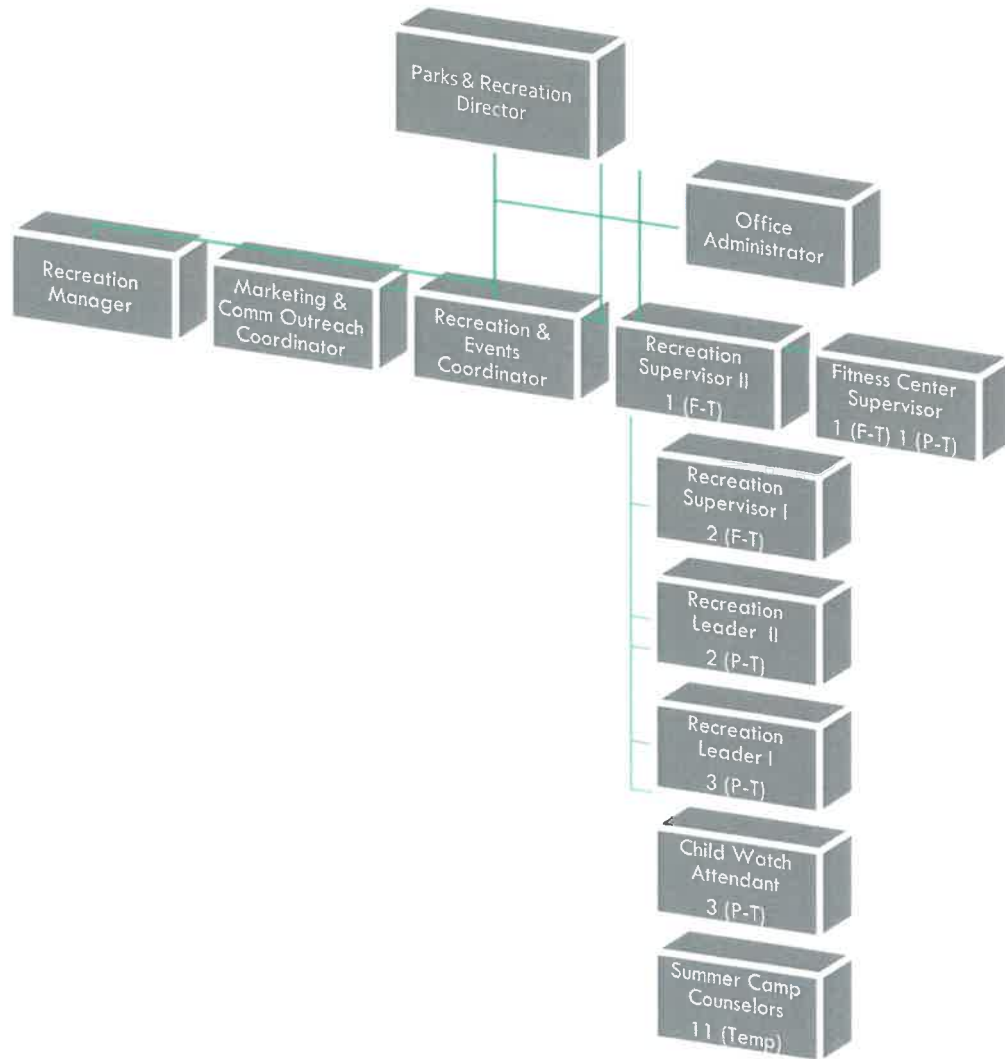 Parks & Recreation
Director
Office
Administrator
Recreation
Manager
Marketing &
Comm Outreach
Coordinator
Recreation &
Events
Coordinator
Recreation
Supervisor II
1 (F-T)
Fitness Center
Supervisor
1 (F-T) 1 (P-T)
Recreation
Supervisor I
2 (F-T)
Recreation
Leader II
2 (P-T)
Recreation
Leader I
3 (P-T)
Child Watch
Attendant
3 (P-T)
Summer Camp
Counselors
11 (Temp)